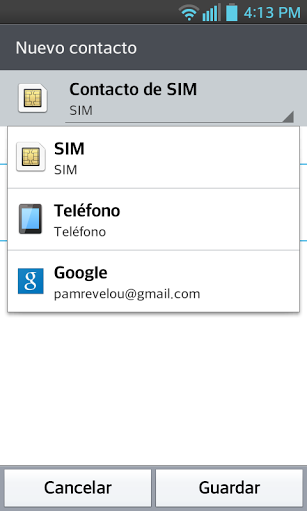 4:13 PM
Nuevo contacto
Contacto de SIM
SIM
SIM
SIM
Teléfono
Teléfono
Google
pamrevelou@gmail.com
Cancelar
Guardar